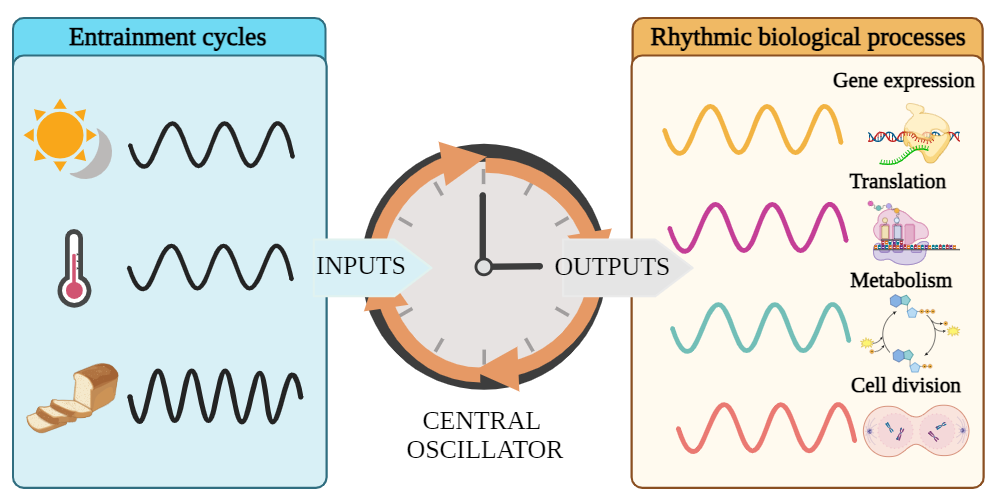 Entrainment cycles
INPUTS
CENTRAL
OSCILLATOR
OUTPUTS
Rhythmic biological processes
Gene expression
Translation
Metabolism
Cell division